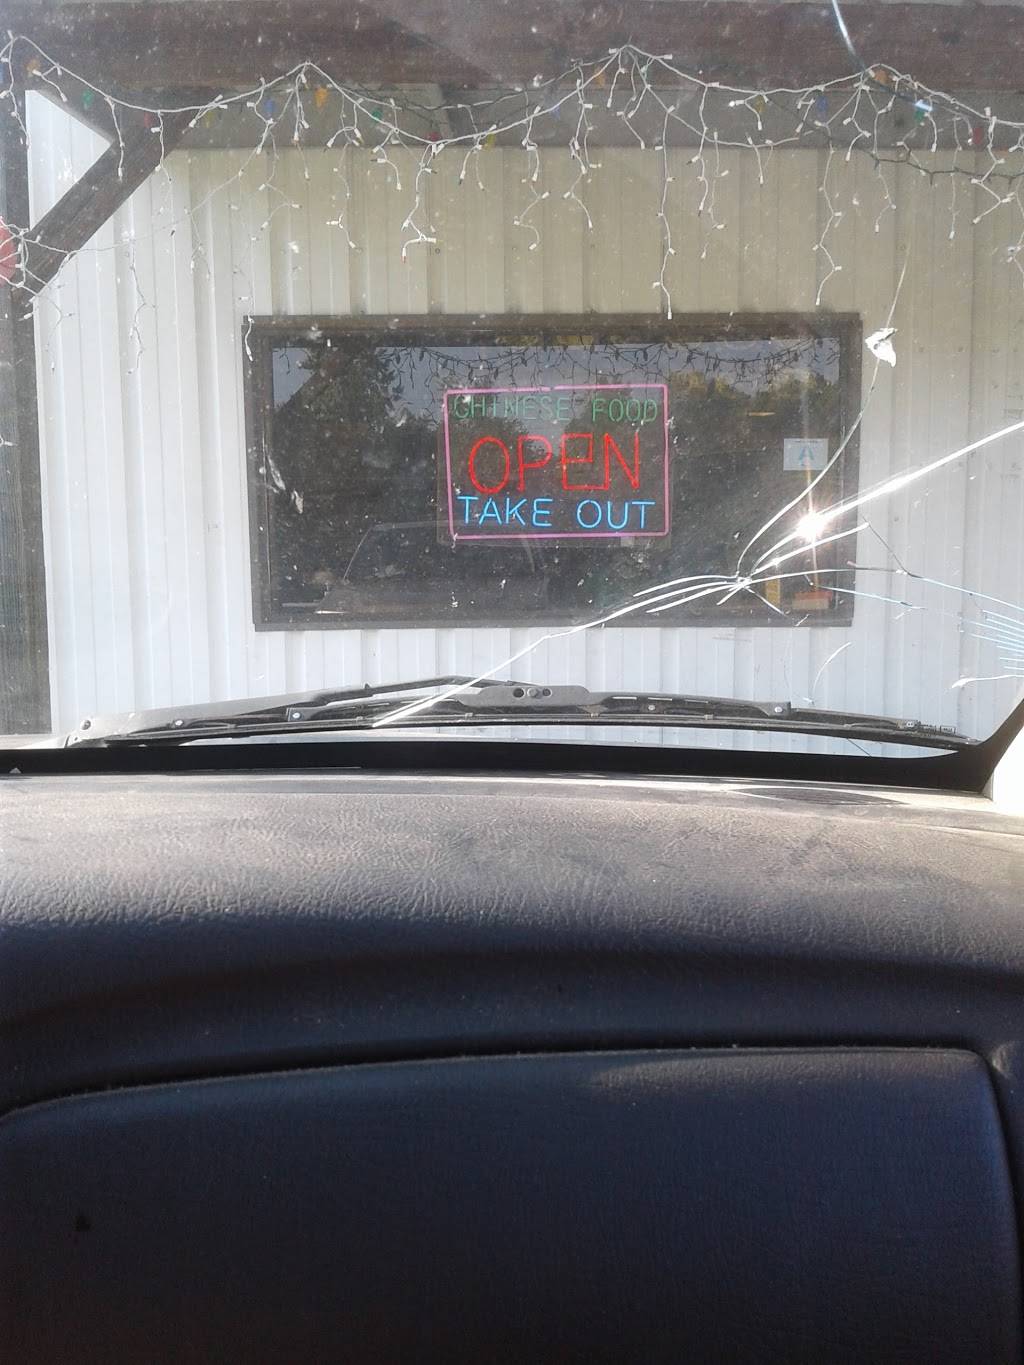 CHINESE FOOD
OPEN
TAKE OUT
A